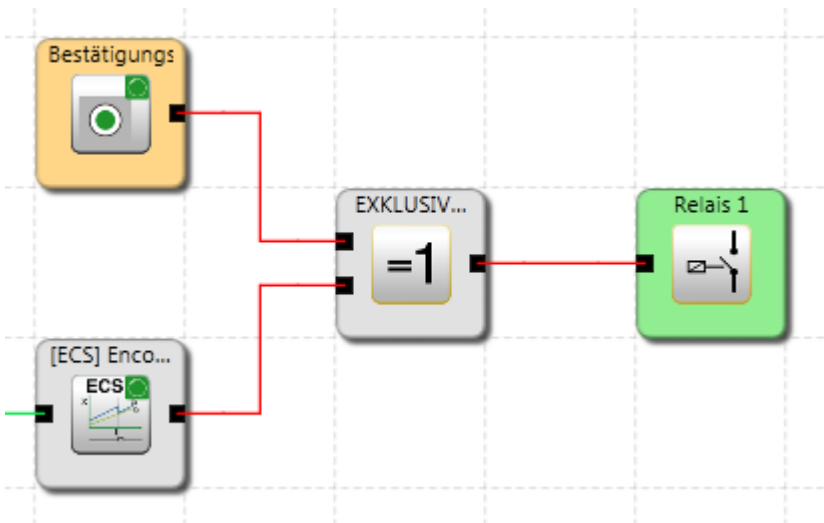 Bestätigungs
EXKLUSIV...
=1
Relais 1
[ECS] Enco...
ECS